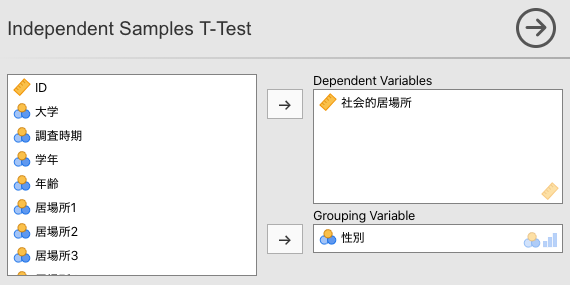 Independent Samples T-Test
ID
大学
調査時期
学年
年齢
居場所1
居場所2
居場所3
Dependent Variables
社会的居場所
Grouping Variable
性別